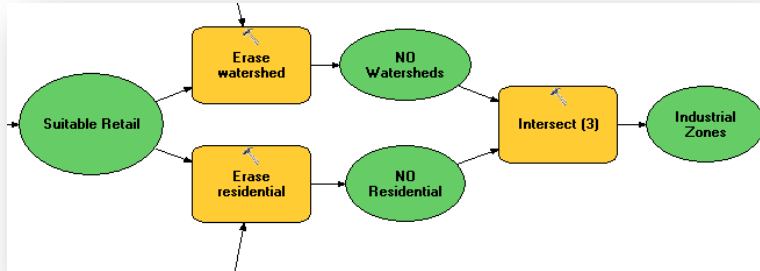 Suitable Retail
Erase
watershed
NO
Watersheds
Erase
residential
NO
Residential
Intersect (3)
Industrial
Zones